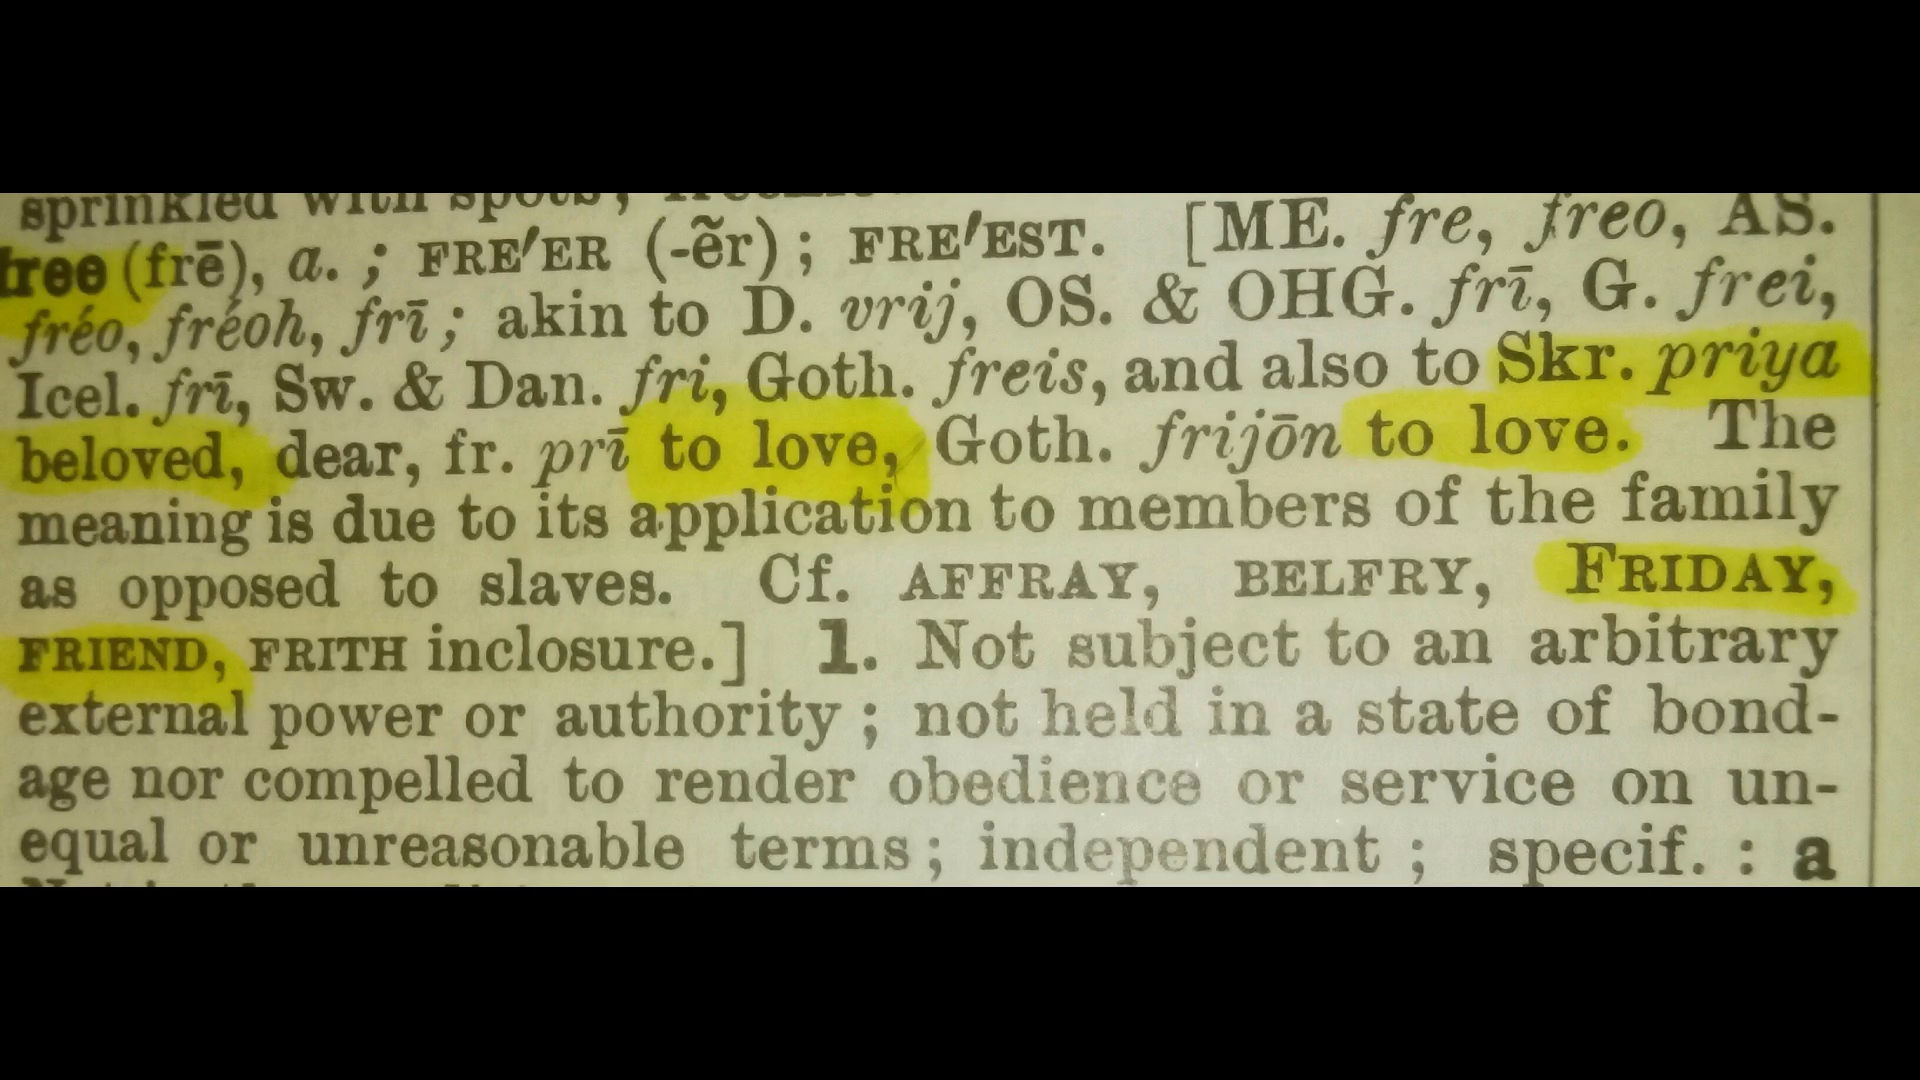 sprinkled with spots;
free (frē), a.; FRE′ER (-ẽr); FRE′EST. [ME. fre, freo, AS.
fréo, fréoh, frī; akin to D. vrij, OS. & OHG. frī, G. frei,
Icel. frī, Sw. & Dan. fri, Goth. freis, and also to Skr. priya
beloved, dear, fr. prī to love, Goth. frijōn to love. The
meaning is due to its application to members of the family
as opposed to slaves. Cf. AFFRAY, BELFRY, FRIDAY,
FRIEND, FRITH inclosure.] 1. Not subject to an arbitrary
external power or authority; not held in a state of bond-
age nor compelled to render obedience or service on un-
equal or unreasonable terms; independent; specif.: a